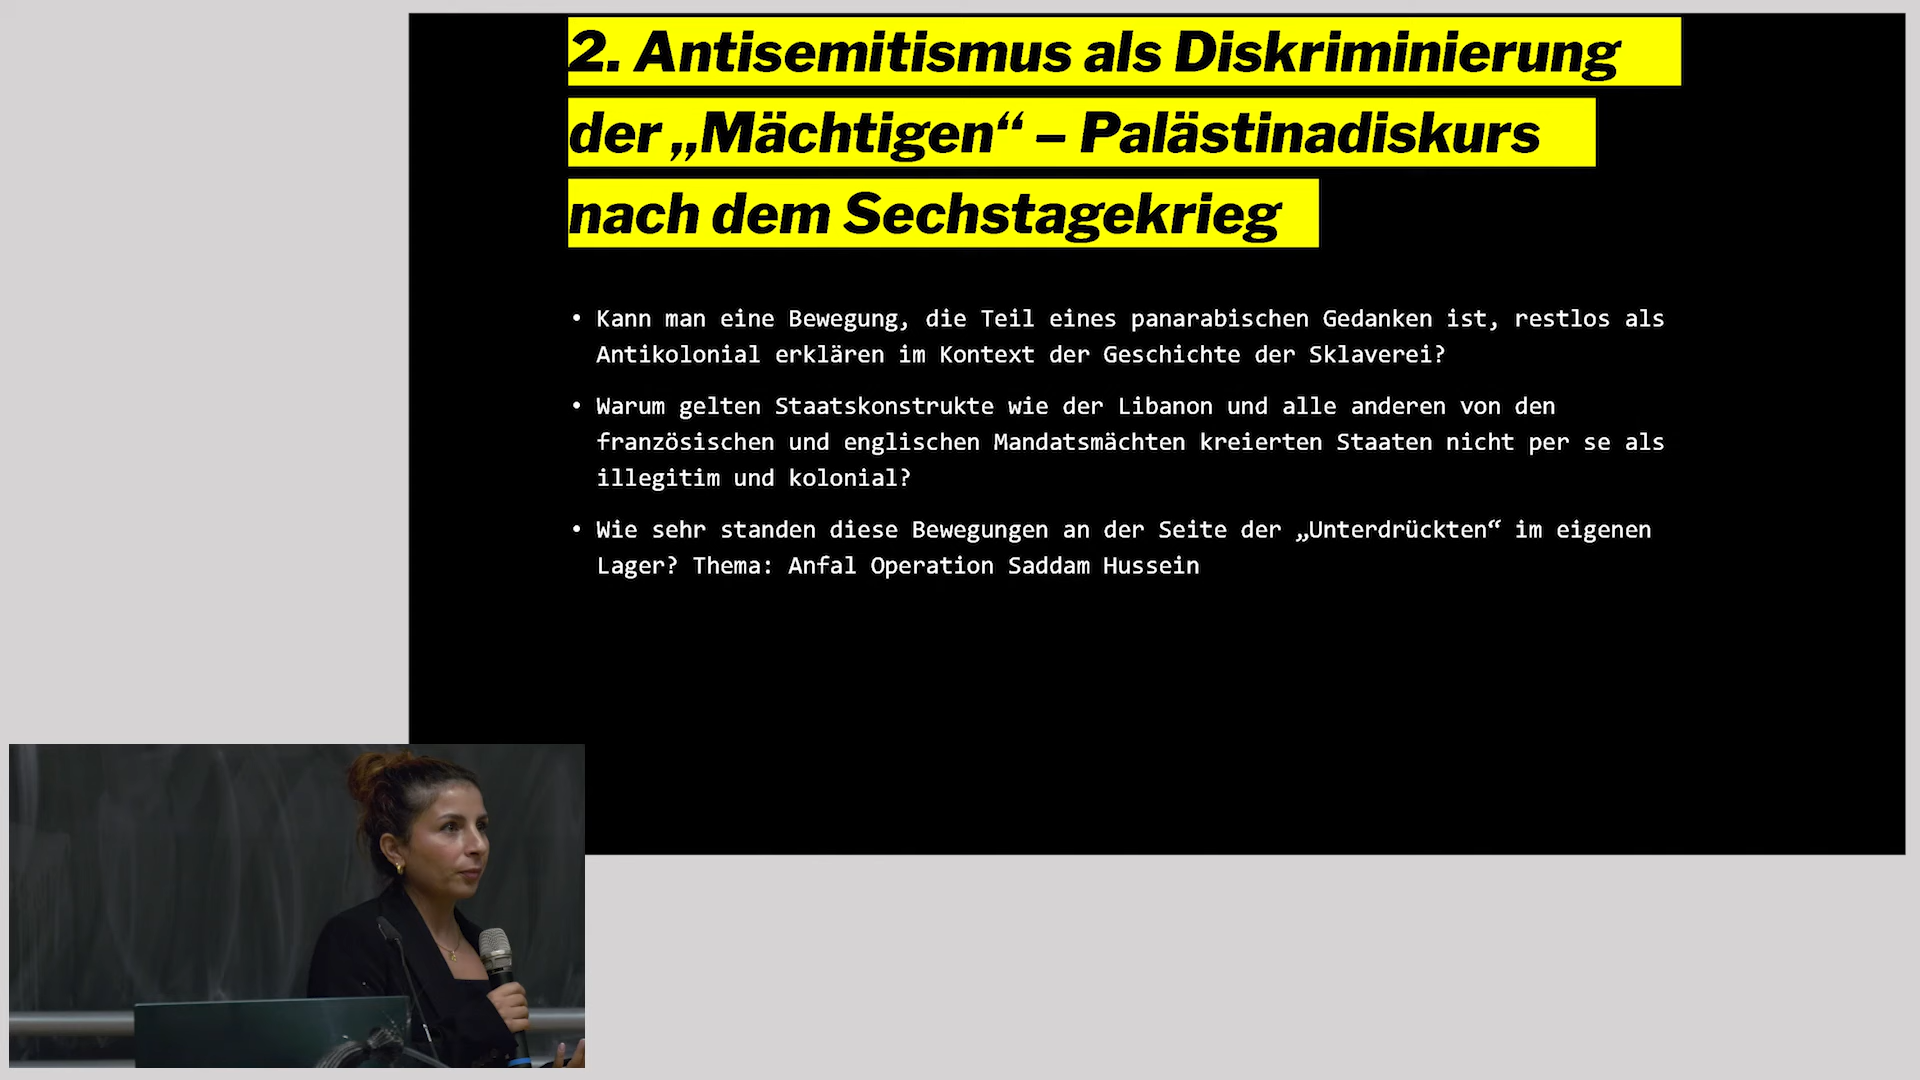 2. Antisemitismus als Diskriminierung
der „Mächtigen“ – Palästinadiskurs
nach dem Sechstagekrieg
• Kann man eine Bewegung, die Teil eines panarabischen Gedanken ist, restlos als
Antikolonial erklären im Kontext der Geschichte der Sklaverei?
• Warum gelten Staatskonstrukte wie der Libanon und alle anderen von den
französischen und englischen Mandatsmächten kreierten Staaten nicht per se als
illegitim und kolonial?
• Wie sehr standen diese Bewegungen an der Seite der „Unterdrückten“ im eigenen
Lager? Thema: Anfal Operation Saddam Hussein